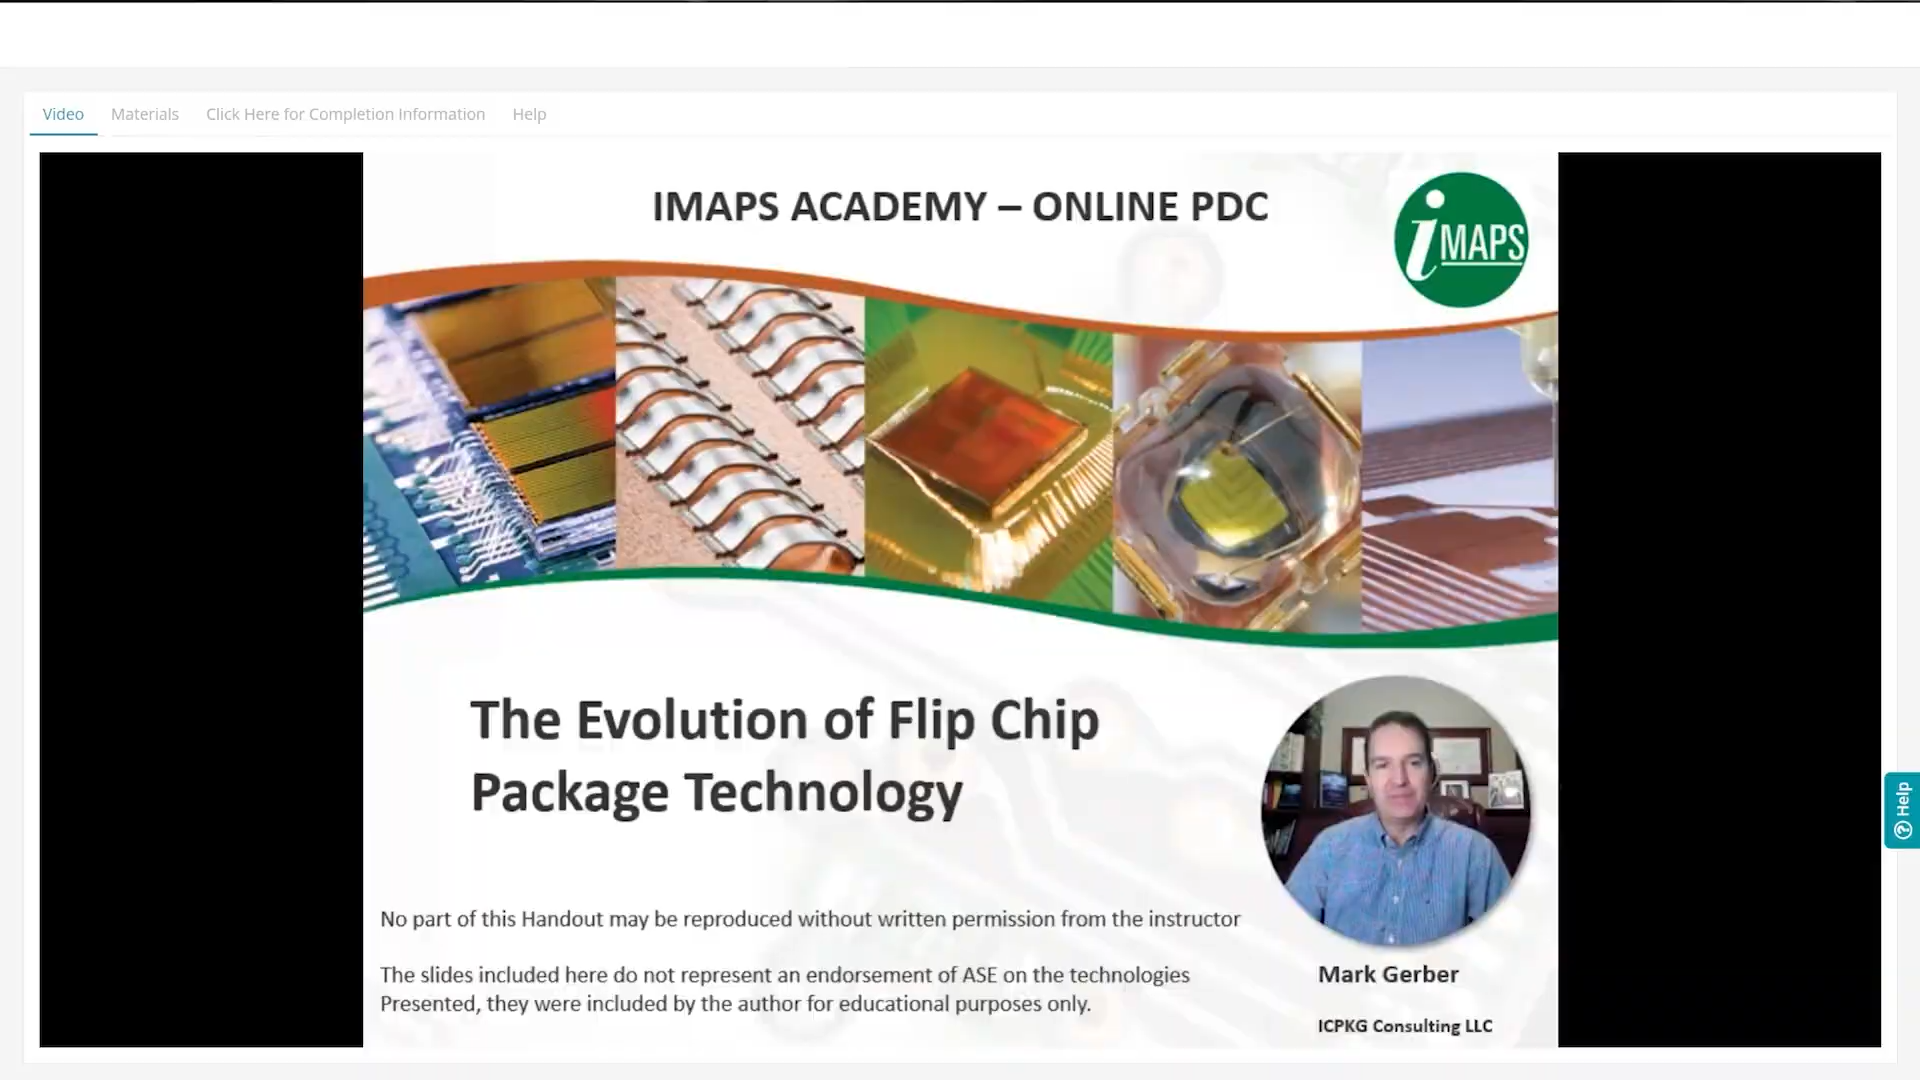 Video Materials Click Here for Completion Information Help
IMAPS ACADEMY – ONLINE PDC
iMAPS
The Evolution of Flip Chip
Package Technology
Help
No part of this Handout may be reproduced without written permission from the instructor
The slides included here do not represent an endorsement of ASE on the technologies
Presented, they were included by the author for educational purposes only.
Mark Gerber
ICPKG Consulting LLC